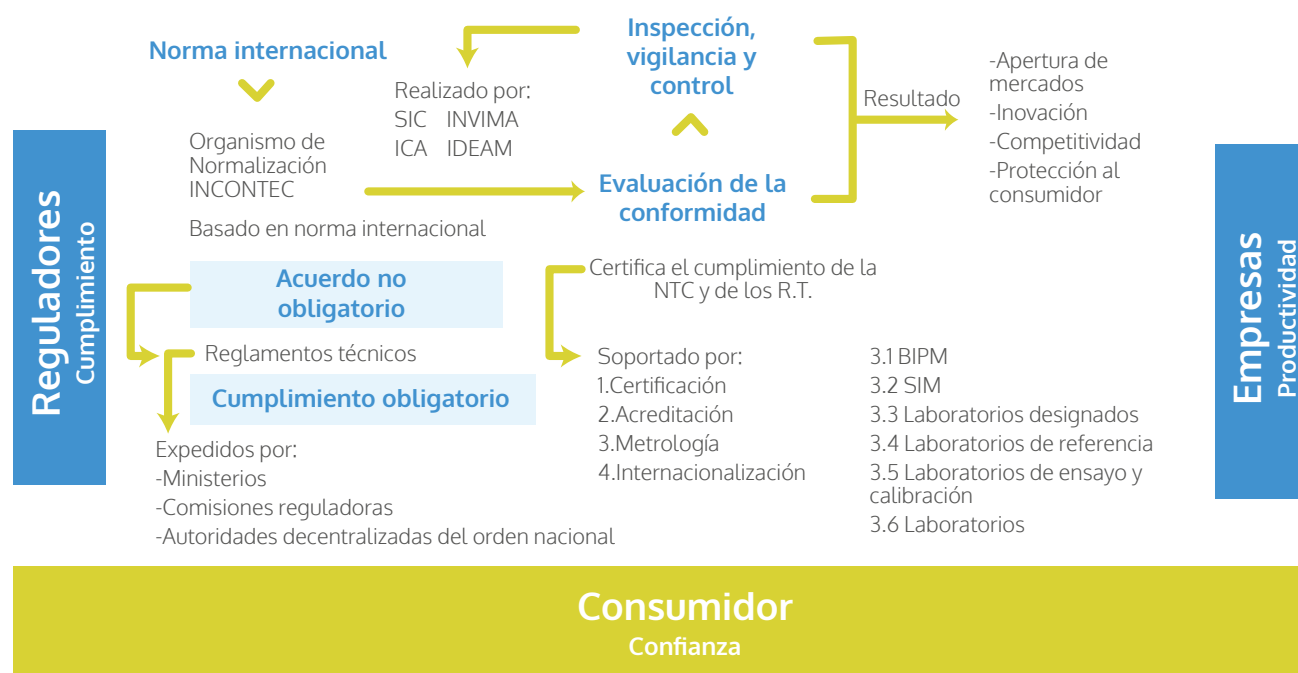 Norma internacional
Organismo de
Normalización
INCONTEC
Basado en norma internacional
Acuerdo no
obligatorio
Reglamentos técnicos
Cumplimiento obligatorio
Expedidos por:
-Ministerios
-Comisiones reguladoras
-Autoridades decentralizadas del orden nacional
Realizado por:
SIC INVIMA
ICA IDEAM
Inspección,
vigilancia y
control
Evaluación de la
conformidad
Certifica el cumplimiento de la
NTC y de los R.T.
Soportado por:
1.Certificación
2.Acreditación
3.Metrología
4.Internacionalización
3.1 BIPM
3.2 SIM
3.3 Laboratorios designados
3.4 Laboratorios de referencia
3.5 Laboratorios de ensayo y
calibración
3.6 Laboratorios
Resultado
-Apertura de
mercados
-Inovación
-Competitividad
-Protección al
consumidor
Reguladores
Cumplimiento
Empresas
Productividad
Consumidor
Confianza